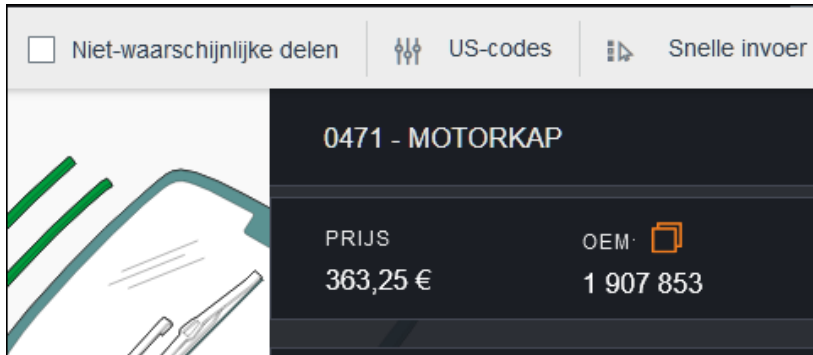 Niet-waarschijnlijke delen US-codes Snelle invoer
0471 - MOTORKAP
PRIJS OEM
363,25 € 1 907 853